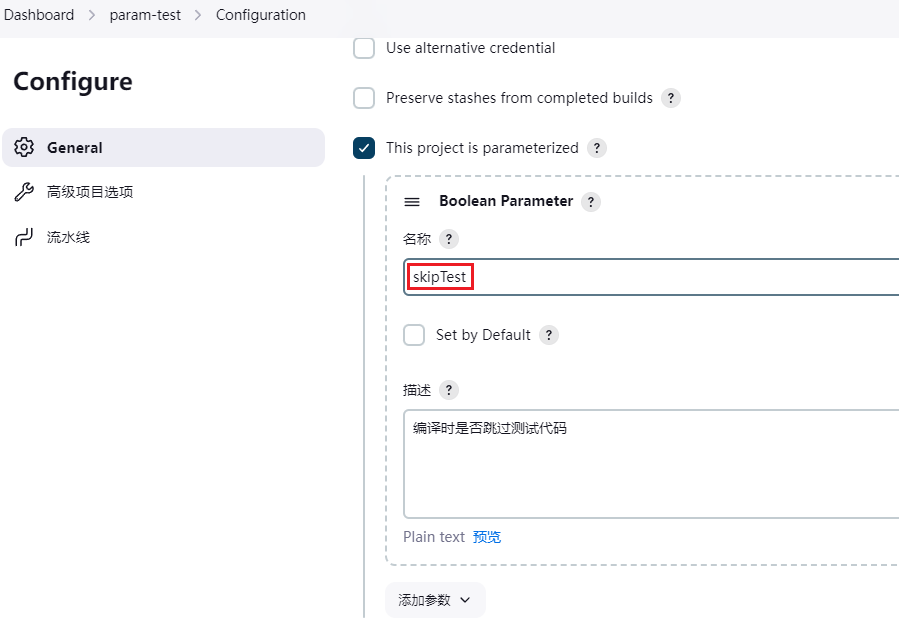 Dashboard > param-test > Configuration
Configure
General
高级项目选项
流水线
Use alternative credential
Preserve stashes from completed builds ?
This project is parameterized ?
Boolean Parameter ?
名称 ?
skipTest
Set by Default ?
描述 ?
编译时是否跳过测试代码
Plain text 预览
添加参数